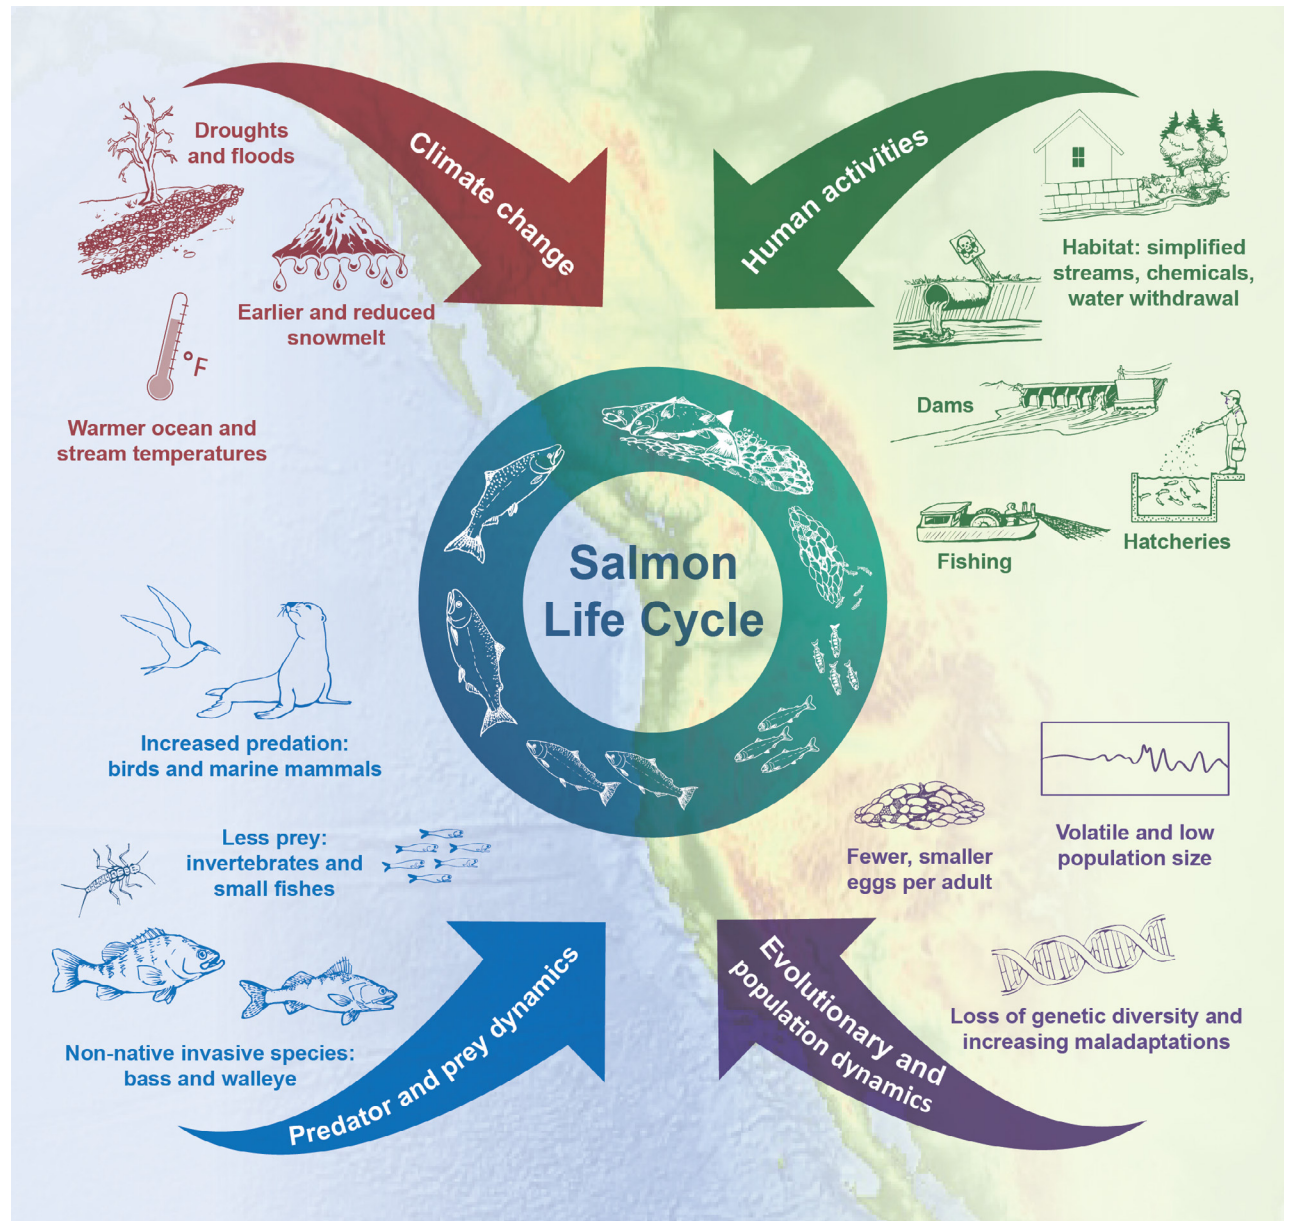 Climate change
Droughts
and floods
Earlier and reduced
snowmelt
°F
Warmer ocean and
stream temperatures
Human activities
Habitat: simplified
streams, chemicals,
water withdrawal
Dams
Hatcheries
Fishing
Salmon
Life Cycle
Increased predation:
birds and marine mammals
Less prey:
invertebrates and
small fishes
Non-native invasive species:
bass and walleye
Predator and prey dynamics
Volatile and low
population size
Fewer, smaller
eggs per adult
Loss of genetic diversity and
increasing maladaptations
Evolutionary and
population dynamics